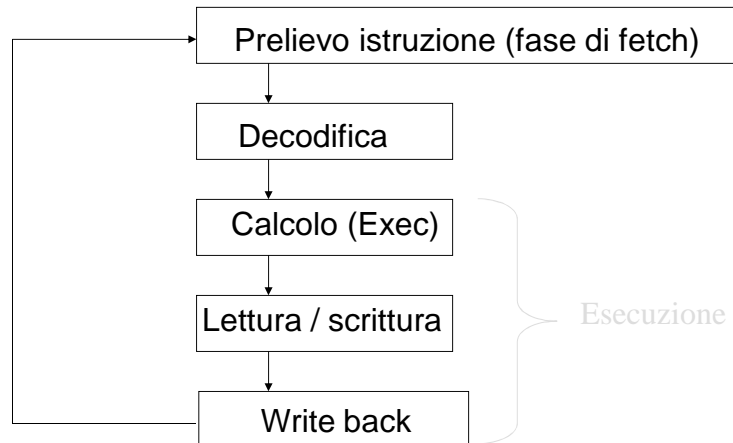 Prelievo istruzione (fase di fetch)
Decodifica
Calcolo (Exec)
Lettura / scrittura
Esecuzione
Write back